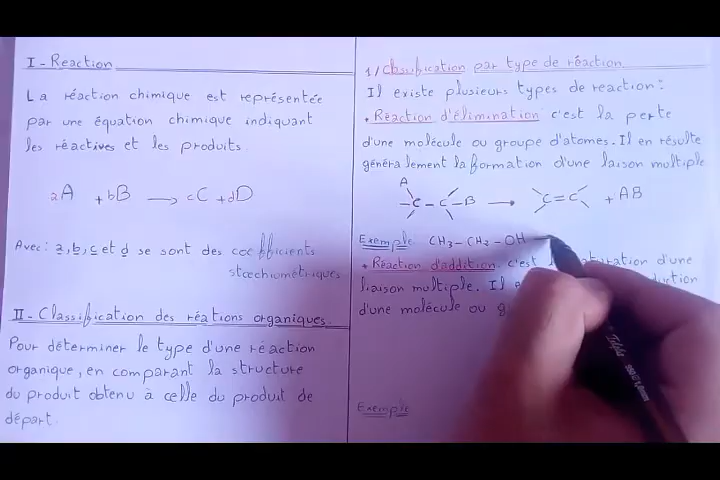 I - Reaction
La réaction chimique est représentée
par une équation chimique indiquant
les réactives et les produits.
aA + bB → cC + dD
Avec : a, b, c et d se sont des coefficients
stœchiométriques
II - Classification des réations organiques.
Pour déterminer le type d'une réaction
organique, en comparant la structure
du produit obtenu à celle du produit de
départ.
1/ Classification par type de réaction
Il existe plusieurs types de reaction :
• Réaction d'élimination c'est la perte
d'une molécule ou groupe d'atomes. Il en résulte
généralement la formation d'une liaison multiple
A
- C - C - B → C = C + AB
Exemple CH3 - CH2 - OH
• Réaction d'addition c'est d'une
liaison multiple. Il
d'une molécule ou
Exemple